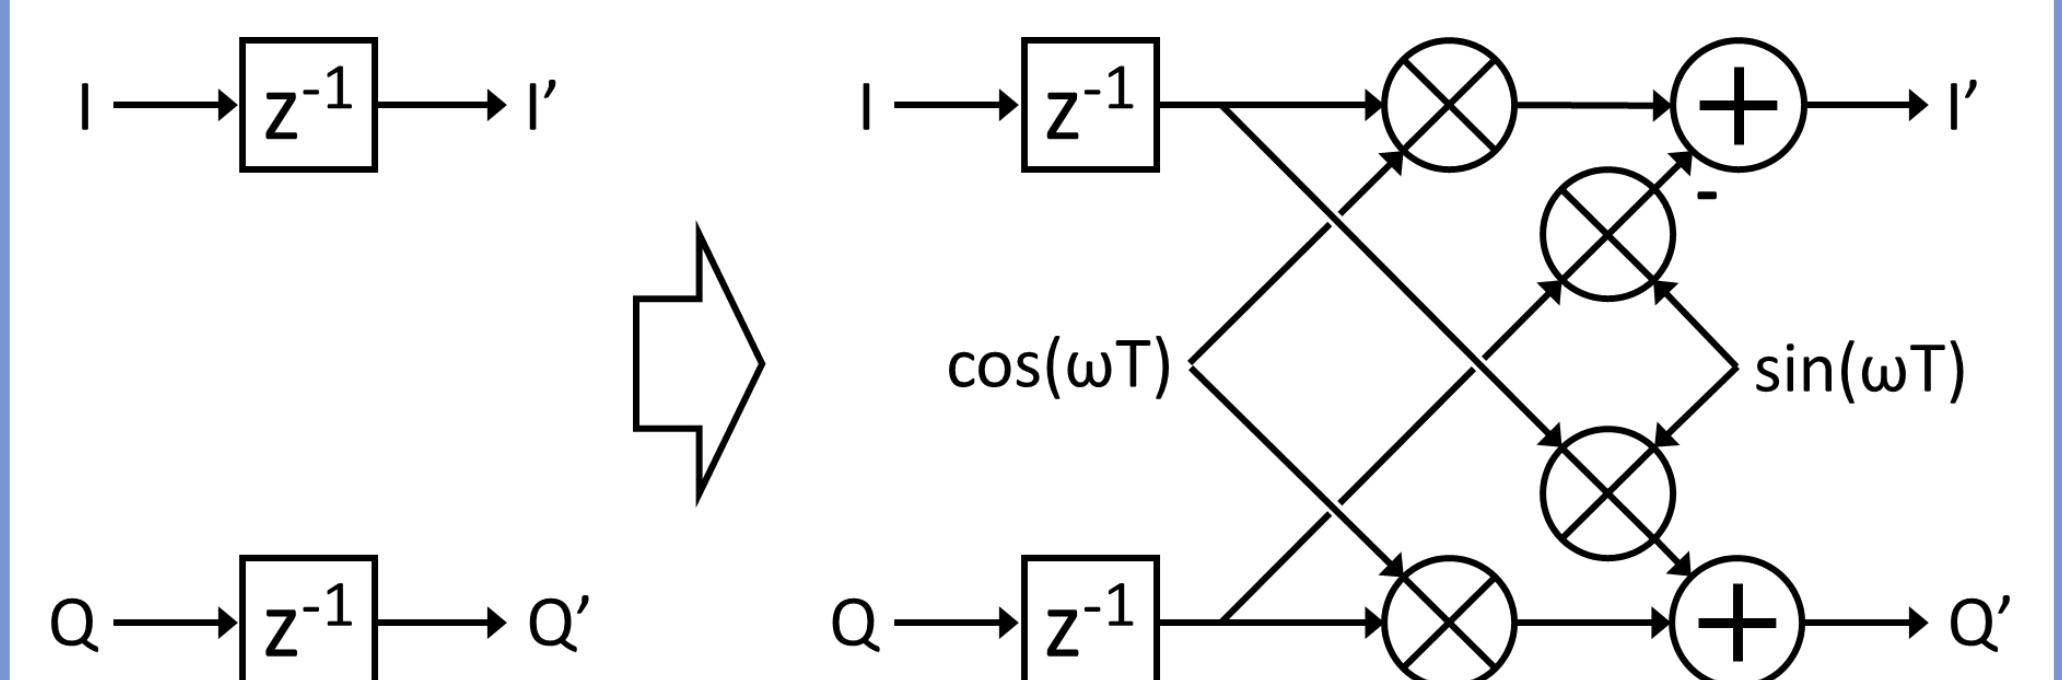 I z⁻¹ I’ I z⁻¹ + I’
-
cos(ωT) sin(ωT)
Q z⁻¹ Q’ Q z⁻¹ + Q’